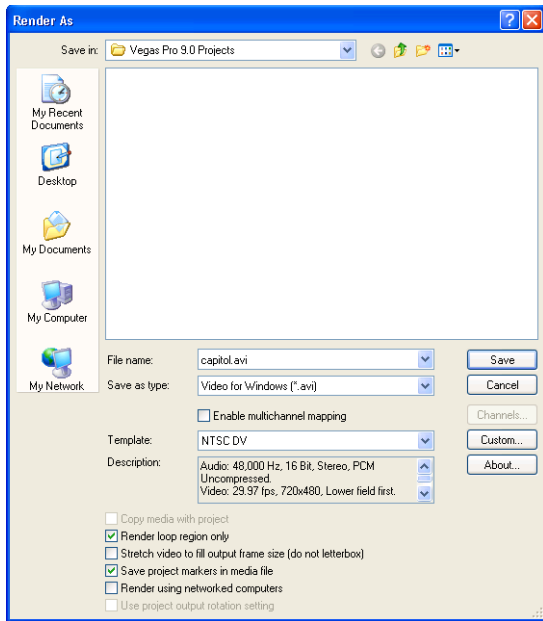 Render As
Save in:
Vegas Pro 9.0 Projects
My Recent
Documents
Desktop
My Documents
My Computer
My Network
File name:
capitol.avi
Save
Save as type:
Video for Windows (*.avi)
Cancel
Enable multichannel mapping
Channels...
Template:
NTSC DV
Custom...
Description:
Audio: 48,000 Hz, 16 Bit, Stereo, PCM
Uncompressed.
Video: 29.97 fps, 720x480, Lower field first.
About...
Copy media with project
Render loop region only
Stretch video to fill output frame size (do not letterbox)
Save project markers in media file
Render using networked computers
Use project output rotation setting